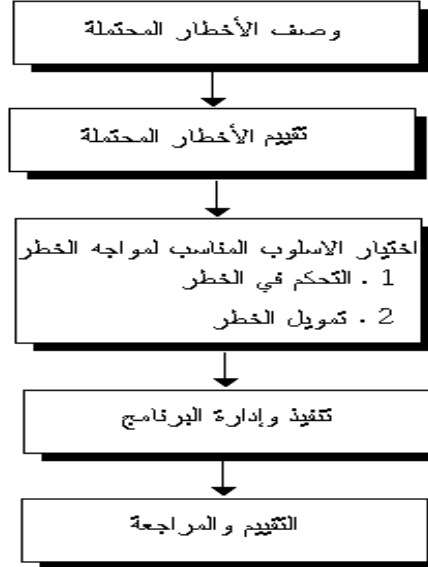 وصف الأخطار المحتملة
تقييم الأخطار المحتملة
اختيار الاسلوب المناسب لمواجه الخطر
1 . التحكم في الخطر
2 . تمويل الخطر
تنفيذ وإدارة البرنامج
التقييم والمراجعة